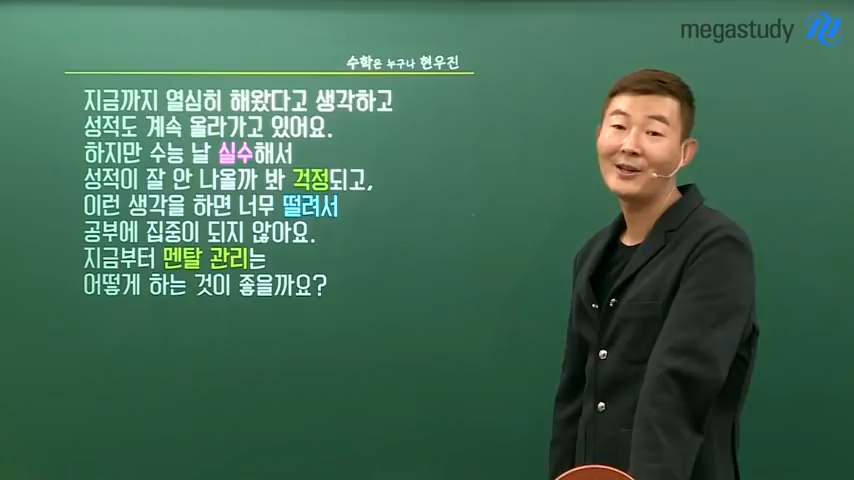 megastudy
수학은 누구나 현우진
지금까지 열심히 해왔다고 생각하고
성적도 계속 올라가고 있어요.
하지만 수능 날 실수해서
성적이 잘 안 나올까 봐 걱정되고,
이런 생각을 하면 너무 떨려서
공부에 집중이 되지 않아요.
지금부터 멘탈 관리는
어떻게 하는 것이 좋을까요?